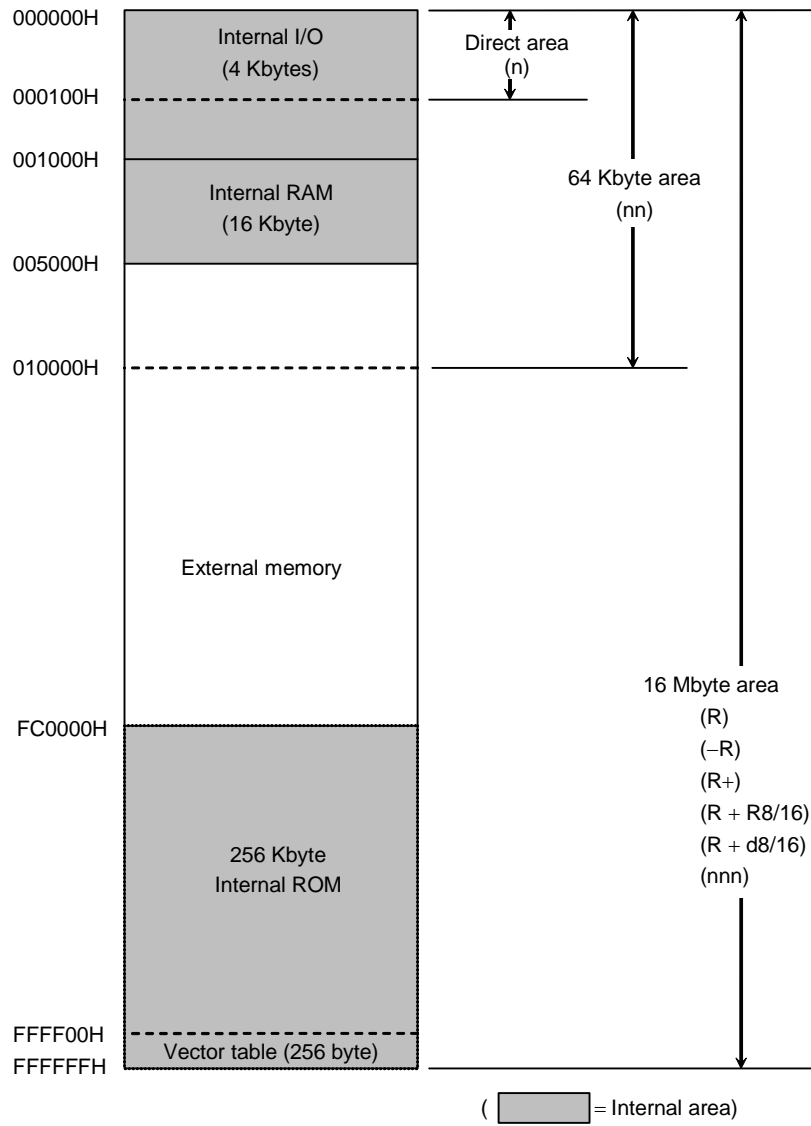 000000H
Internal I/O
(4 Kbytes)
Direct area
(n)
000100H
001000H
64 Kbyte area
(nn)
Internal RAM
(16 Kbyte)
005000H
010000H
External memory
16 Mbyte area
(R)
(−R)
(R+)
(R + R8/16)
(R + d8/16)
(nnn)
FC0000H
256 Kbyte
Internal ROM
FFFF00H
Vector table (256 byte)
FFFFFFH
( = Internal area)